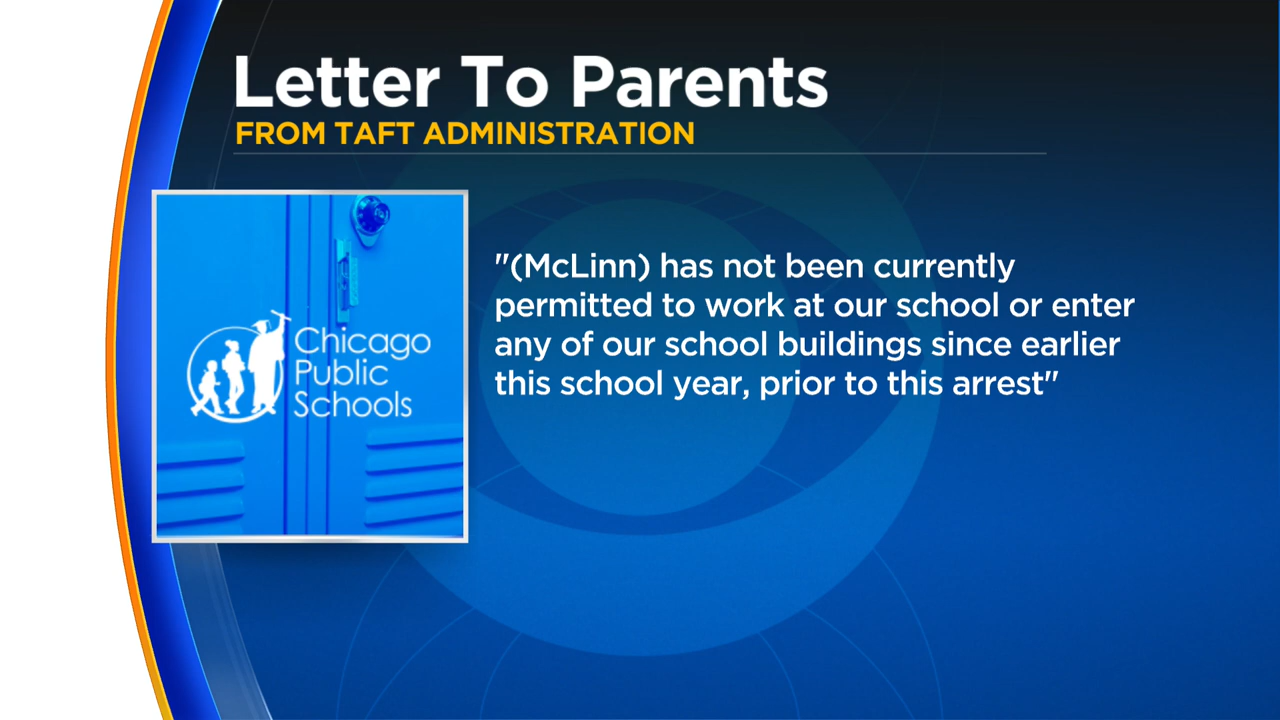 Letter To Parents
FROM TAFT ADMINISTRATION
"(McLinn) has not been currently
permitted to work at our school or enter
any of our school buildings since earlier
this school year, prior to this arrest"
Chicago
Public
Schools